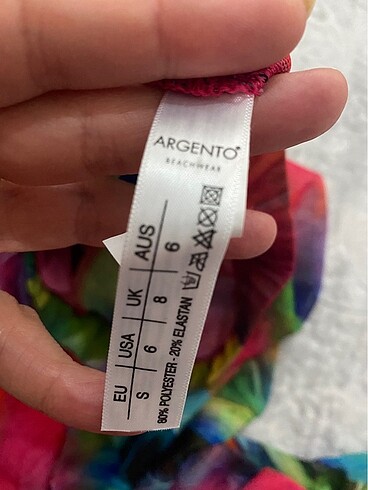 ARGENTO
BEACHWEAR
EU USA UK AUS
S 6 8 6
80% POLYESTER - 20% ELASTAN